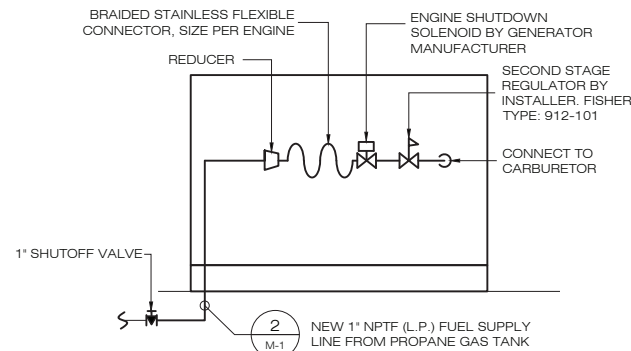 BRAIDED STAINLESS FLEXIBLE
CONNECTOR, SIZE PER ENGINE
REDUCER
ENGINE SHUTDOWN
SOLENOID BY GENERATOR
MANUFACTURER
SECOND STAGE
REGULATOR BY
INSTALLER. FISHER
TYPE: 912-101
CONNECT TO
CARBURETOR
1" SHUTOFF VALVE
2
M-1
NEW 1" NPTF (L.P.) FUEL SUPPLY
LINE FROM PROPANE GAS TANK